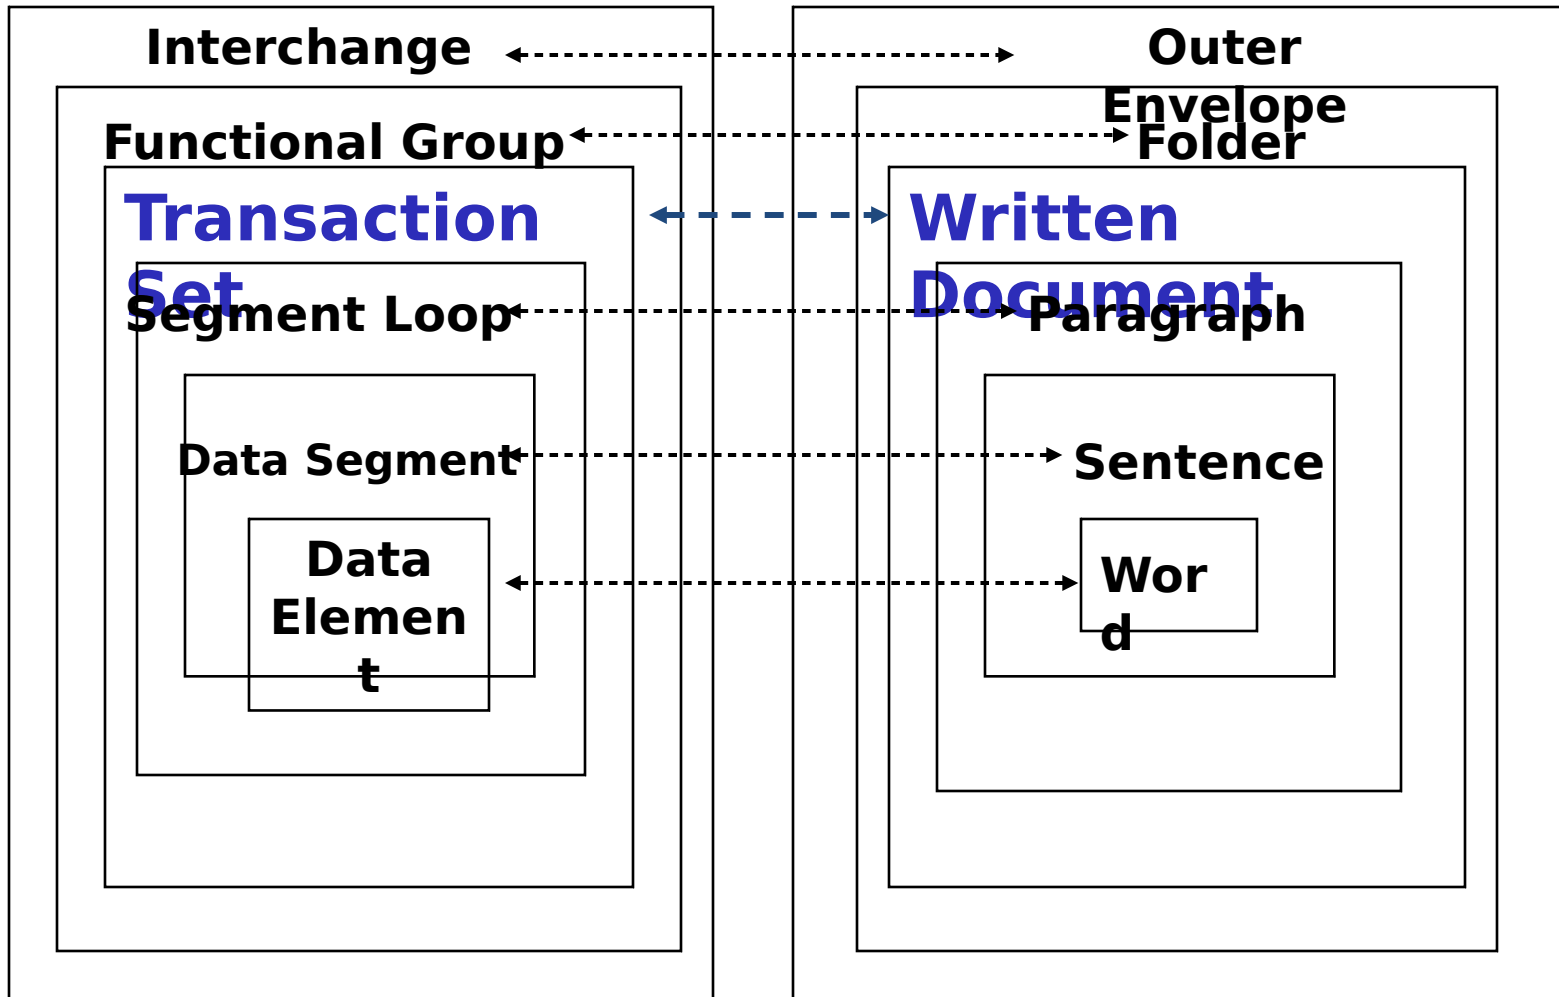 Interchange
Functional Group
Transaction
Set
Segment Loop
Data Segment
Data
Elemen
t
Outer
Envelope
Folder
Written
Document
Paragraph
Sentence
Wor
d